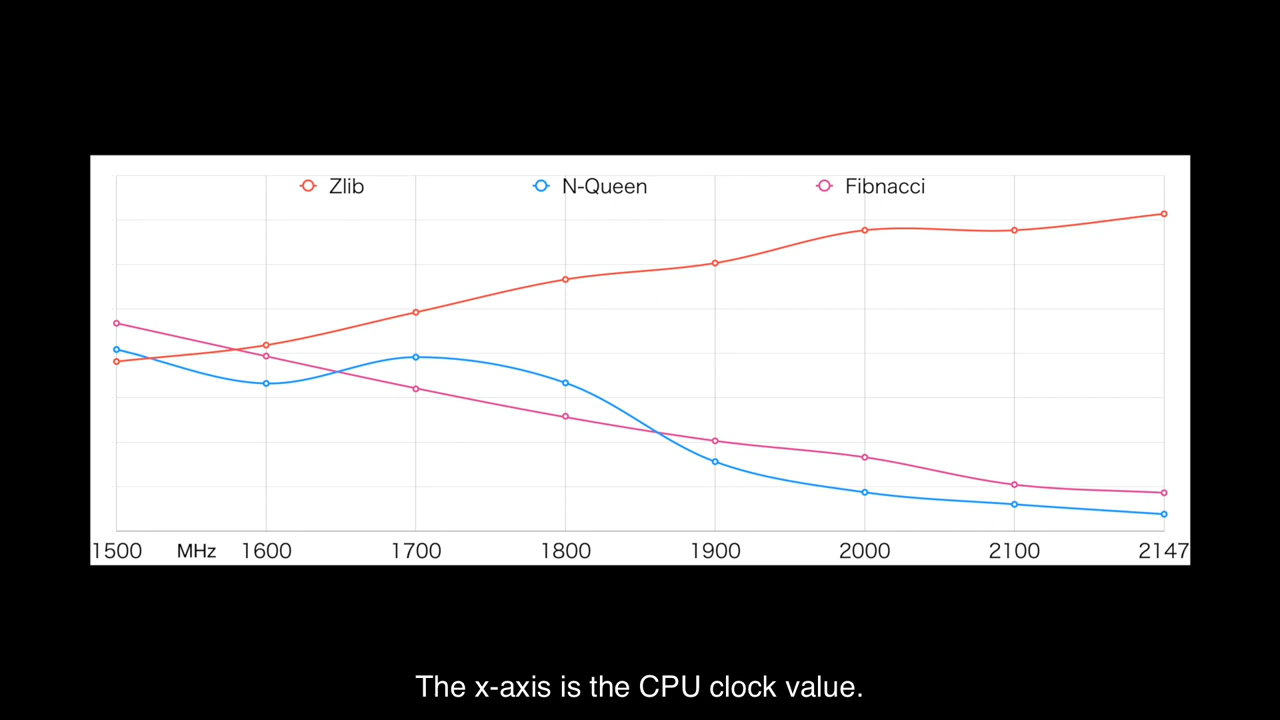 Zlib N-Queen Fibnacci
1500 MHz 1600 1700 1800 1900 2000 2100 2147
The x-axis is the CPU clock value.